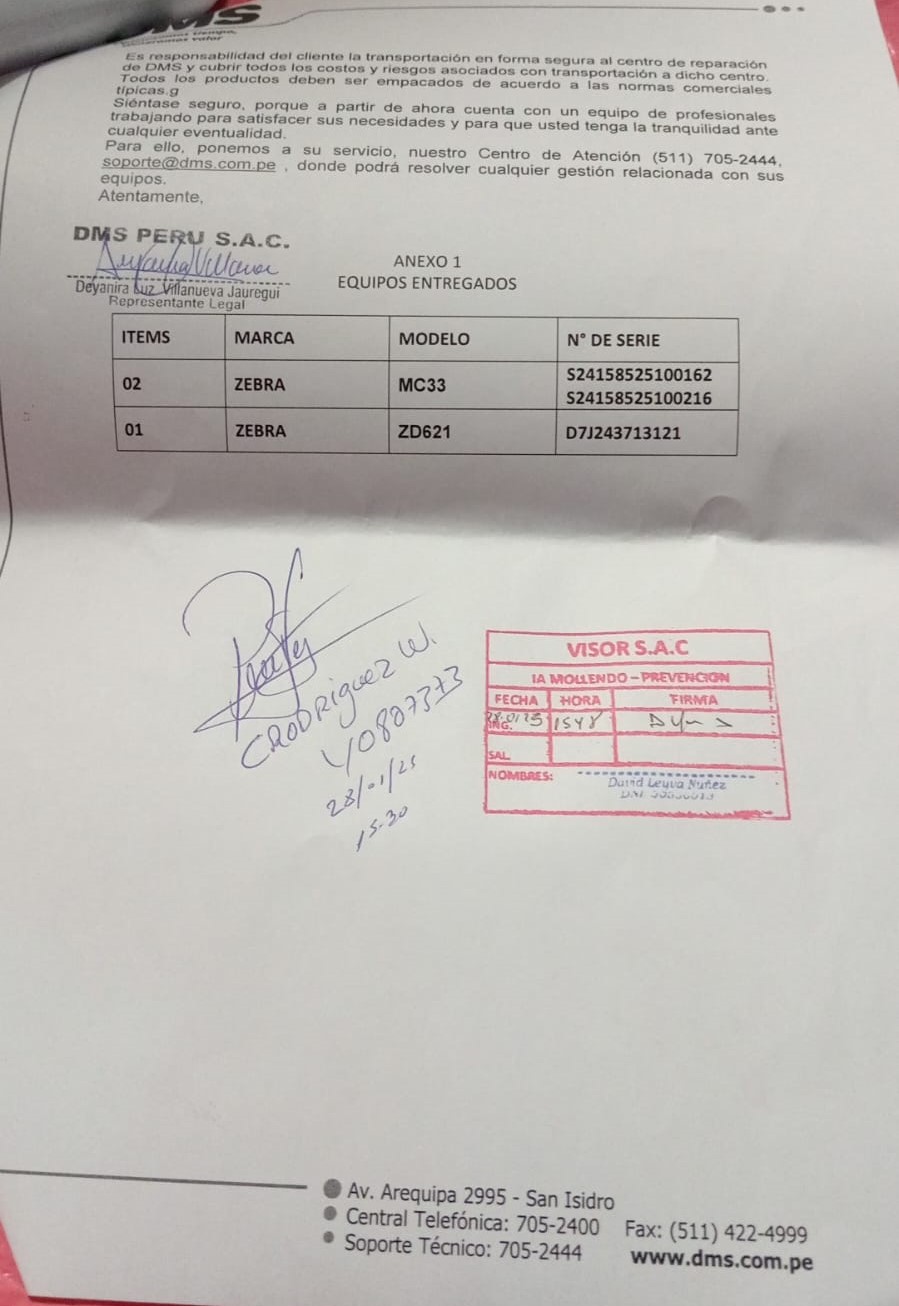 DMS
Es responsabilidad del cliente la transportación en forma segura al centro de reparación
de DMS y cubrir todos los costos y riesgos asociados con transportación a dicho centro.
Todos los productos deben ser empacados de acuerdo a las normas comerciales
típicas.g
Siéntase seguro, porque a partir de ahora cuenta con un equipo de profesionales
trabajando para satisfacer sus necesidades y para que usted tenga la tranquilidad ante
cualquier eventualidad.
Para ello, ponemos a su servicio, nuestro Centro de Atención (511) 705-2444,
soporte@dms.com.pe , donde podrá resolver cualquier gestión relacionada con sus
equipos.
Atentamente,
DMS PERU S.A.C.
Deyanira Luz Villanueva Jauregui
Representante Legal
ANEXO 1
EQUIPOS ENTREGADOS
ITEMS MARCA MODELO N° DE SERIE
02 ZEBRA MC33 S24158525100162
S24158525100216
01 ZEBRA ZD621 D7J243713121
CRODRIGUEZ W.
28/01/25
15:30
VISOR S.A.C
IA MOLLENDO – PREVENCION
FECHA HORA FIRMA
ING. 1548
SAL.
NOMBRES:
David Leyva Nuñez
DNI
Av. Arequipa 2995 - San Isidro
Central Telefónica: 705-2400 Fax: (511) 422-4999
Soporte Técnico: 705-2444 www.dms.com.pe